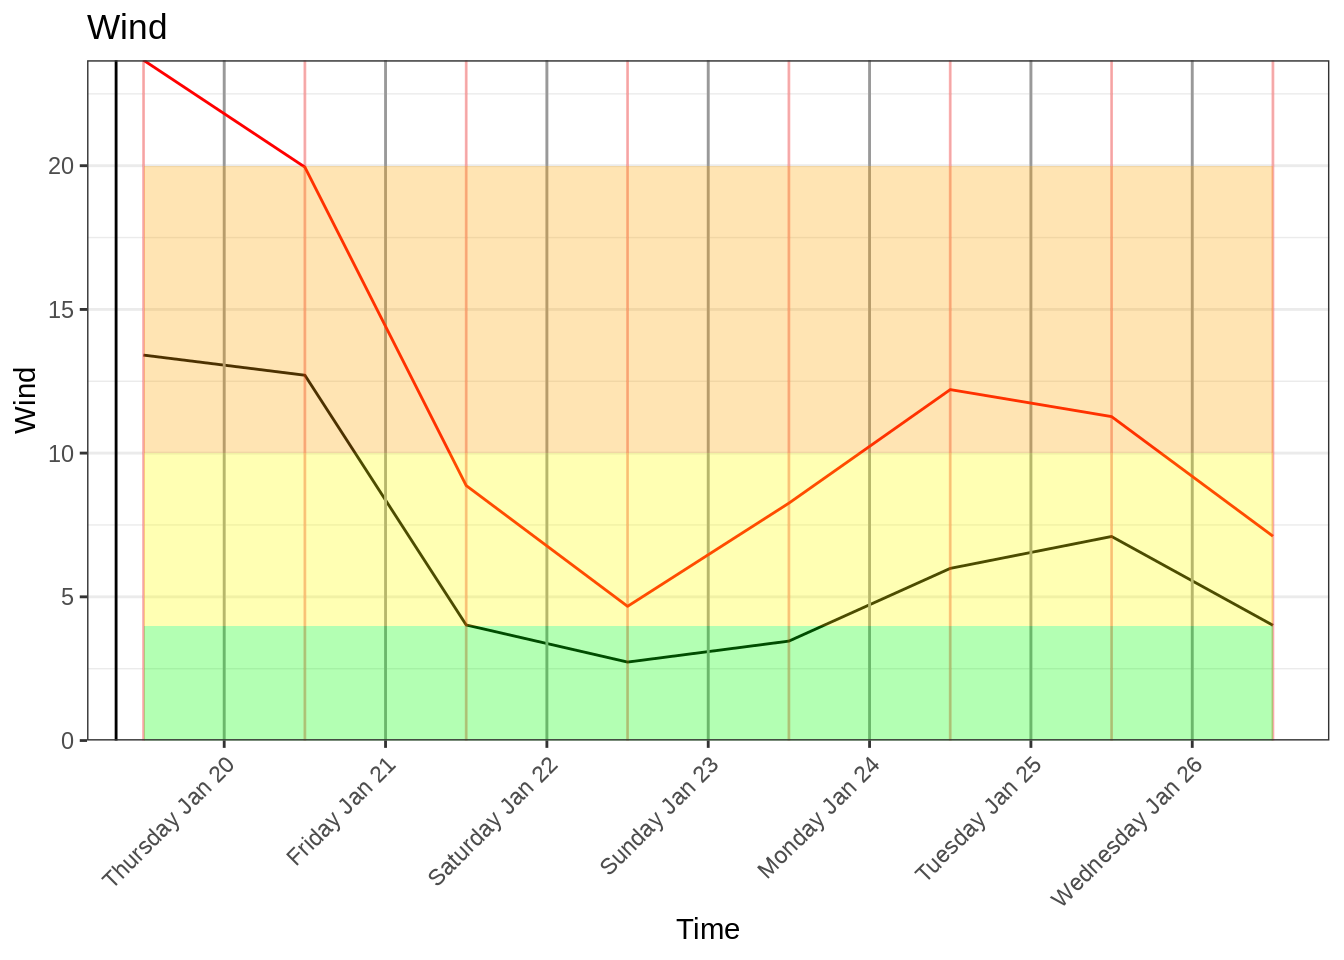 Wind
Wind
20
15
10
5
0
Thursday Jan 20
Friday Jan 21
Saturday Jan 22
Sunday Jan 23
Monday Jan 24
Tuesday Jan 25
Wednesday Jan 26
Time